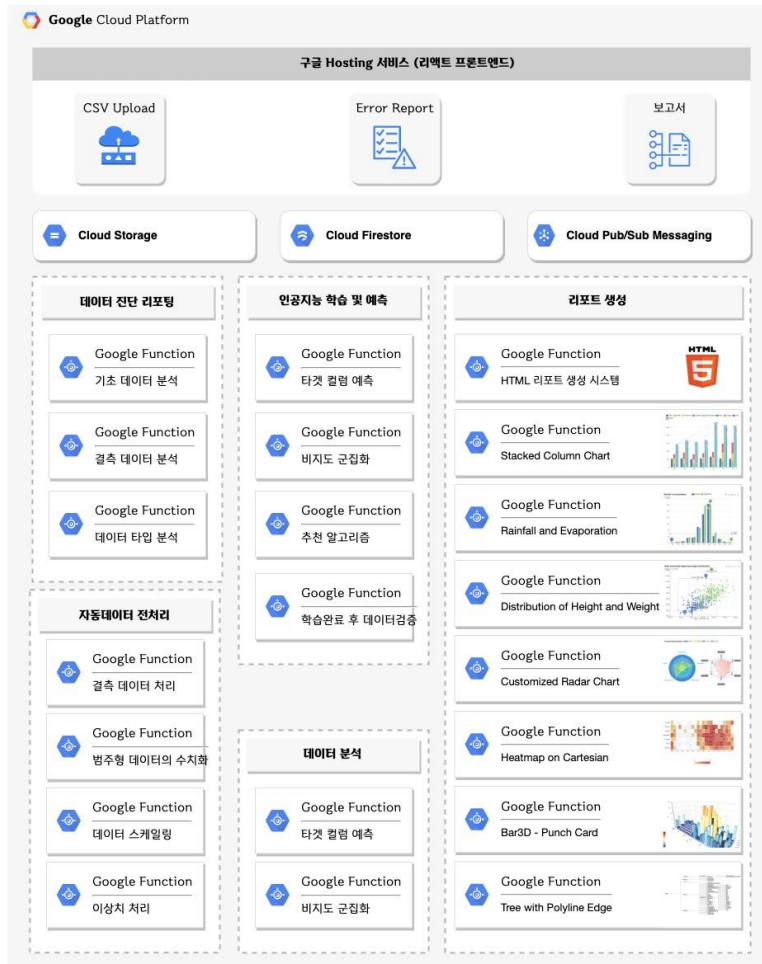 Google Cloud Platform
구글 Hosting 서비스 (리액트 프론트엔드)
CSV Upload
Error Report
보고서
Cloud Storage
Cloud Firestore
Cloud Pub/Sub Messaging
데이터 진단 리포팅
Google Function
기초 데이터 분석
Google Function
결측 데이터 분석
Google Function
데이터 타입 분석
자동데이터 전처리
Google Function
결측 데이터 처리
Google Function
범주형 데이터의 수치화
Google Function
데이터 스케일링
Google Function
이상치 처리
인공지능 학습 및 예측
Google Function
타겟 컬럼 예측
Google Function
비지도 군집화
Google Function
추천 알고리즘
Google Function
학습완료 후 데이터검증
데이터 분석
Google Function
타겟 컬럼 예측
Google Function
비지도 군집화
리포트 생성
Google Function
HTML 리포트 생성 시스템
HTML
5
Google Function
Stacked Column Chart
Google Function
Rainfall and Evaporation
Google Function
Distribution of Height and Weight
Google Function
Customized Radar Chart
Google Function
Heatmap on Cartesian
Google Function
Bar3D - Punch Card
Google Function
Tree with Polyline Edge